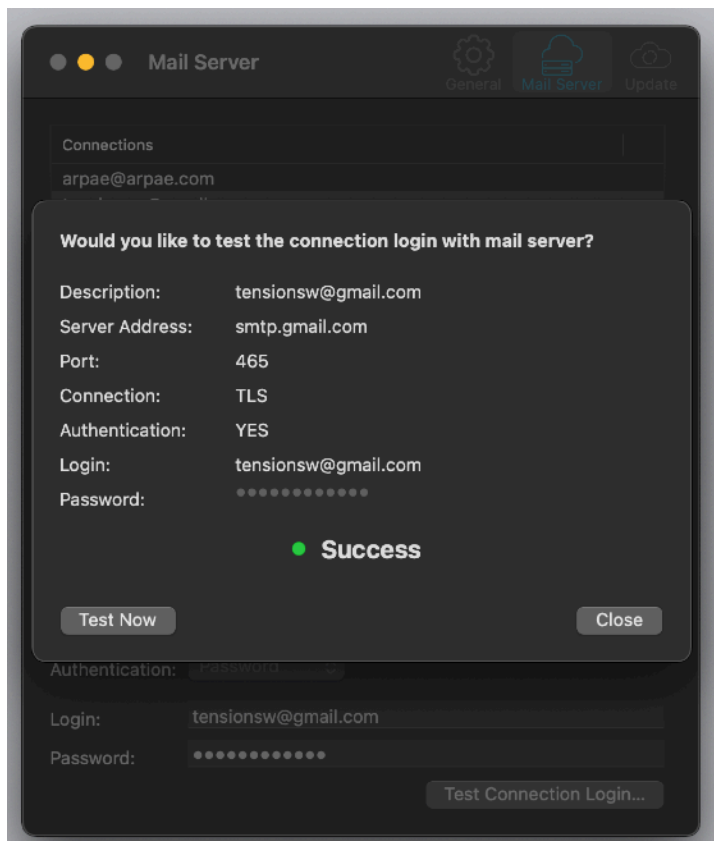 Mail Server
General
Mail Server
Update
Connections
arpae@arpae.com
Would you like to test the connection login with mail server?
Description: tensionsw@gmail.com
Server Address: smtp.gmail.com
Port: 465
Connection: TLS
Authentication: YES
Login: tensionsw@gmail.com
Password: ●●●●●●●●●●●●
Success
Test Now
Close
Authentication: Password
Login: tensionsw@gmail.com
Password: ●●●●●●●●●●●●
Test Connection Login...